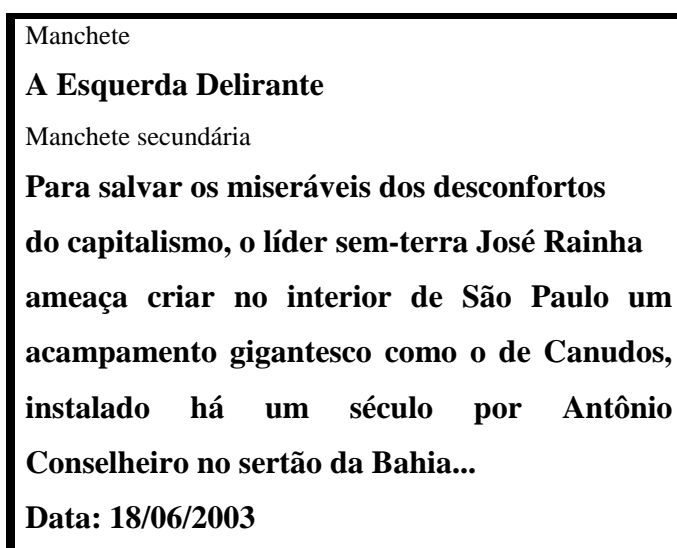 Manchete
A Esquerda Delirante
Manchete secundária
Para salvar os miseráveis dos desconfortos
do capitalismo, o líder sem-terra José Rainha
ameaça criar no interior de São Paulo um
acampamento gigantesco como o de Canudos,
instalado há um século por Antônio
Conselheiro no sertão da Bahia...
Data: 18/06/2003